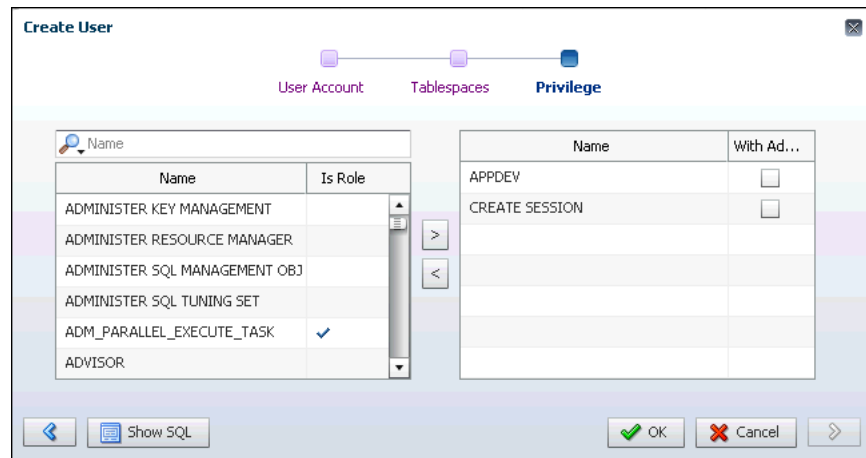 Create User
User Account Tablespaces Privilege
Name
Name Is Role
ADMINISTER KEY MANAGEMENT
ADMINISTER RESOURCE MANAGER
ADMINISTER SQL MANAGEMENT OBJ
ADMINISTER SQL TUNING SET
ADM_PARALLEL_EXECUTE_TASK
ADVISOR
>
<
Name With Ad...
APPDEV
CREATE SESSION
Show SQL
OK
Cancel